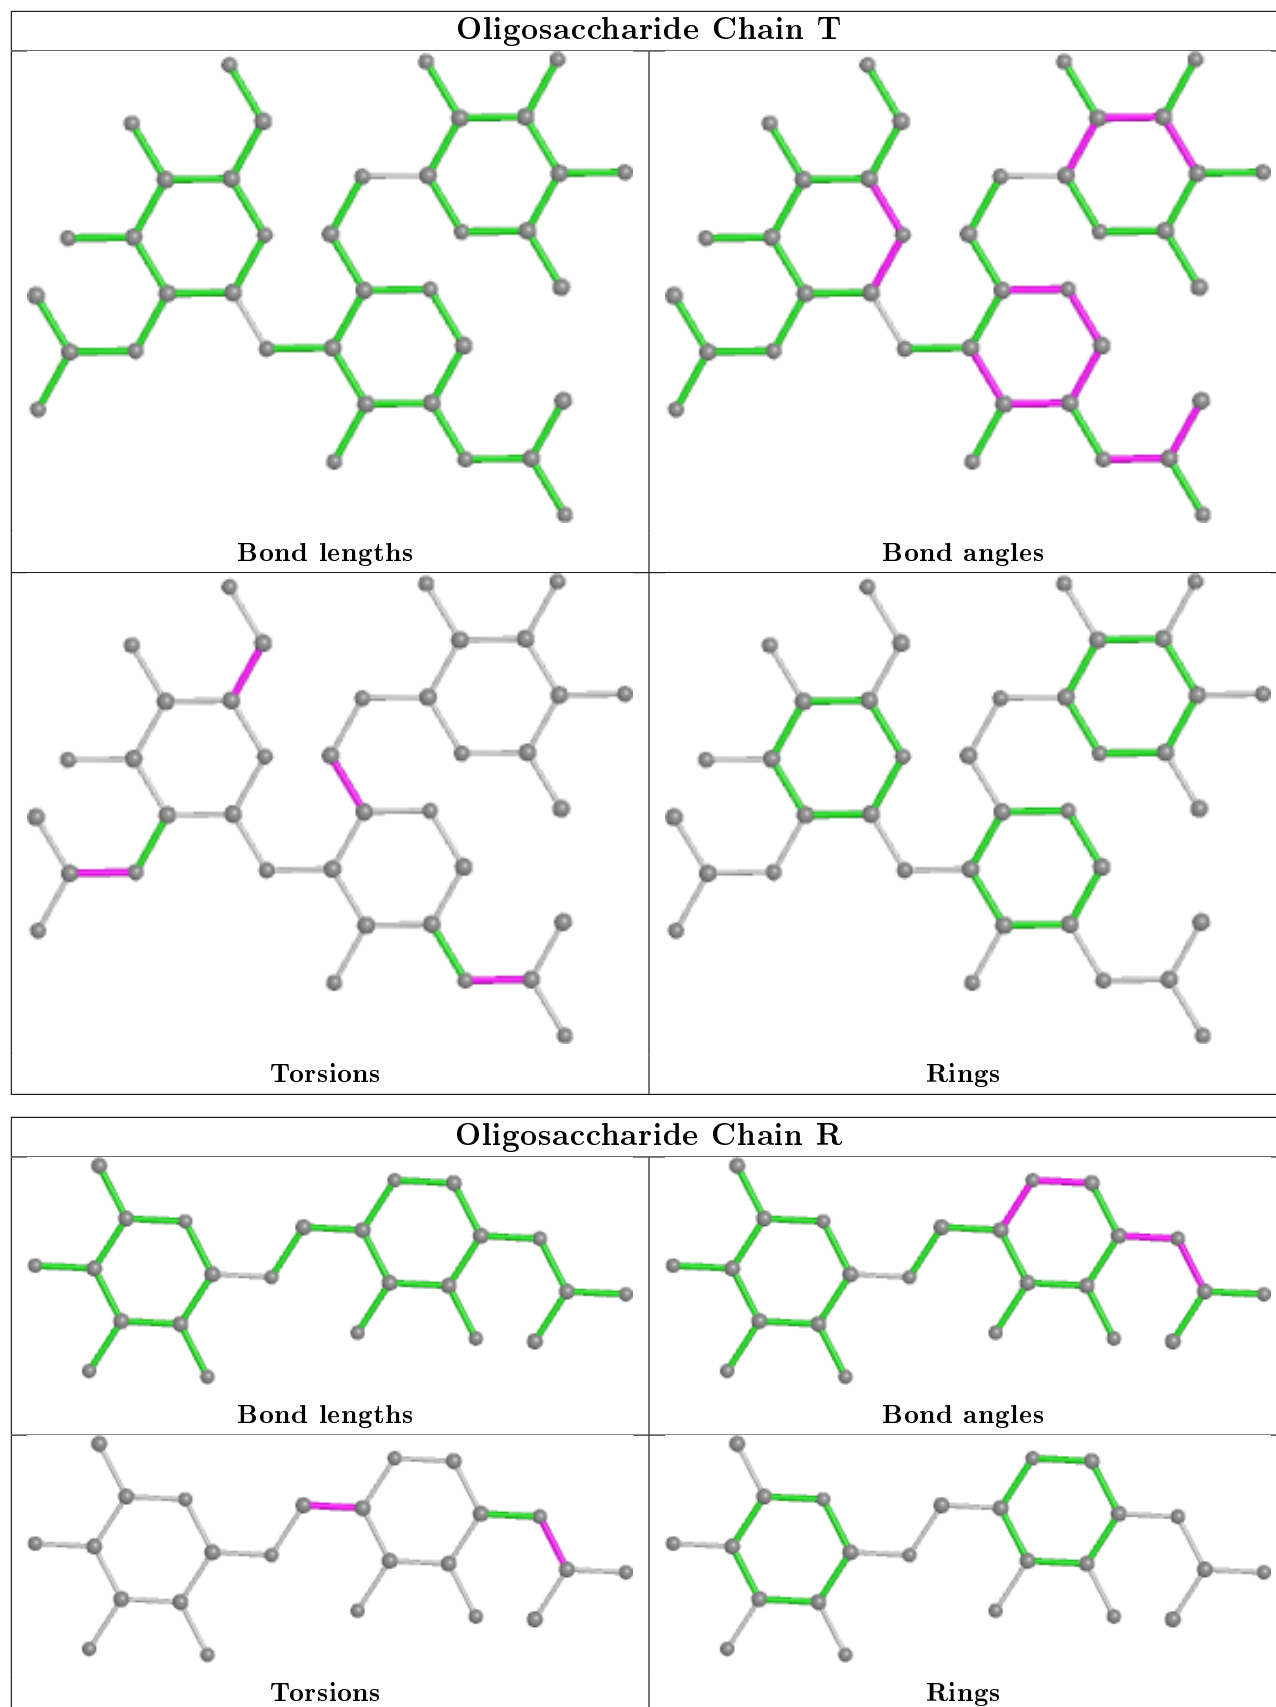 Oligosaccharide Chain T
Bond lengths
Bond angles
Torsions
Rings
Oligosaccharide Chain R
Bond lengths
Bond angles
Torsions
Rings